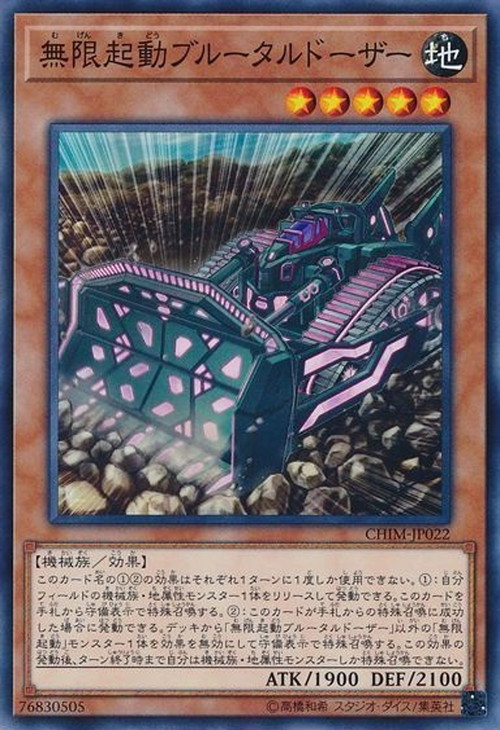 無限起動ブルータルドーザー
地
CHIM-JP022
【機械族／効果】
このカード名の①②の効果はそれぞれ1ターンに1度しか使用できない。①：自分
フィールドの機械族・地属性モンスター1体をリリースして発動できる。このカードを
手札から守備表示で特殊召喚する。②：このカードが手札からの特殊召喚に成功
した場合に発動できる。デッキから「無限起動ブルータルドーザー」以外の「無限
起動」モンスター1体を効果を無効にして守備表示で特殊召喚する。この効果の
発動後、ターン終了時まで自分は機械族・地属性モンスターしか特殊召喚できない。
ATK/1900 DEF/2100
76830505
©高橋和希 スタジオ・ダイス/集英社